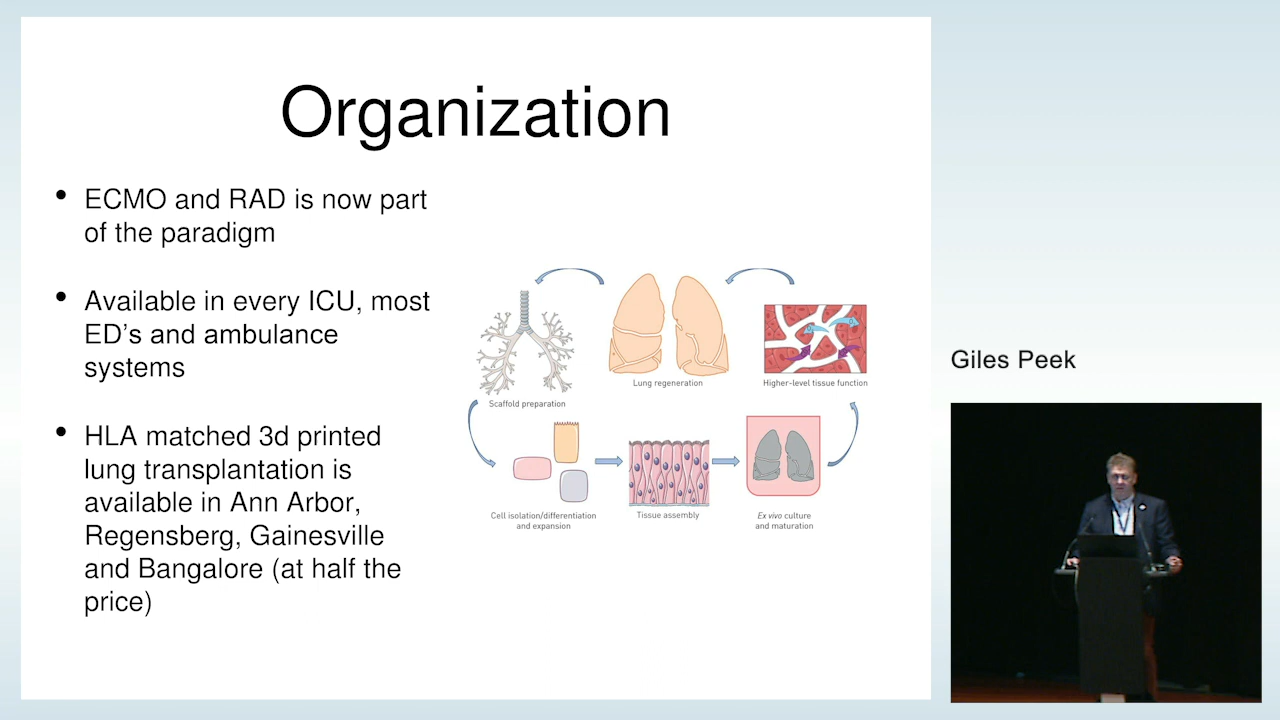 Organization
• ECMO and RAD is now part
of the paradigm
• Available in every ICU, most
ED's and ambulance
systems
• HLA matched 3d printed
lung transplantation is
available in Ann Arbor,
Regensberg, Gainesville
and Bangalore (at half the
price)
Scaffold preparation
Lung regeneration
Higher-level tissue function
Cell isolation/differentiation
and expansion
Tissue assembly
Ex vivo culture
and maturation
Giles Peek